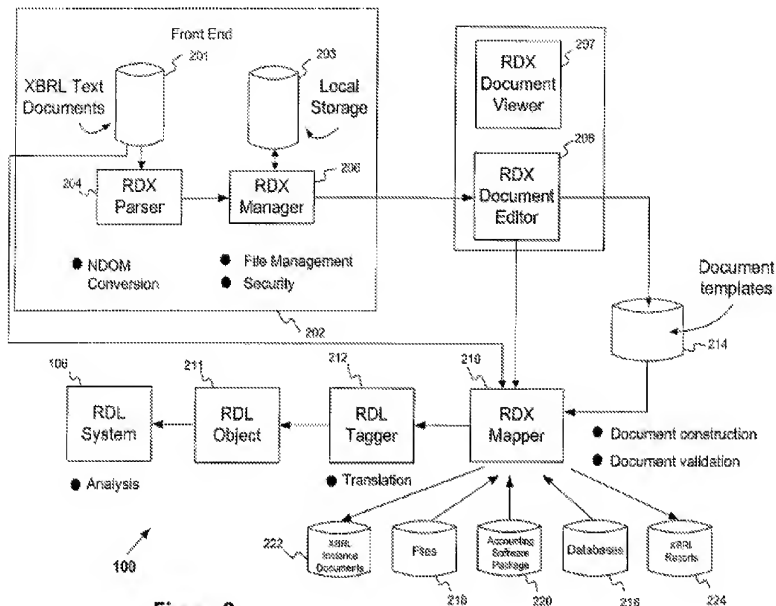 Front End
201
203
XBRL Text
Documents
Local
Storage
204
RDX
Parser
206
RDX
Manager
NDOM
Conversion
File Management
Security
202
207
RDX
Document
Viewer
208
RDX
Document
Editor
Document
templates
214
106
RDL
System
211
RDL
Object
212
RDL
Tagger
210
RDX
Mapper
Analysis
Translation
Document construction
Document validation
100
222
XBRL
Instance
Documents
Files
218
Accounting
Software
Package
220
Databases
216
XBRL
Reports
224